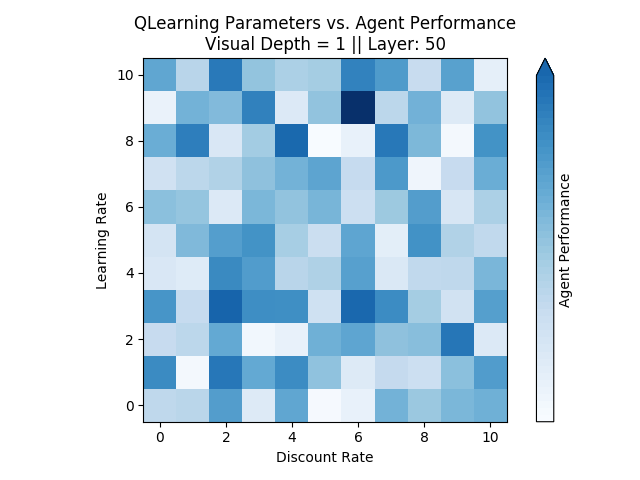 QLearning Parameters vs. Agent Performance
Visual Depth = 1 || Layer: 50
10
8
6
4
2
0
Learning Rate
0 2 4 6 8 10
Discount Rate
Agent Performance